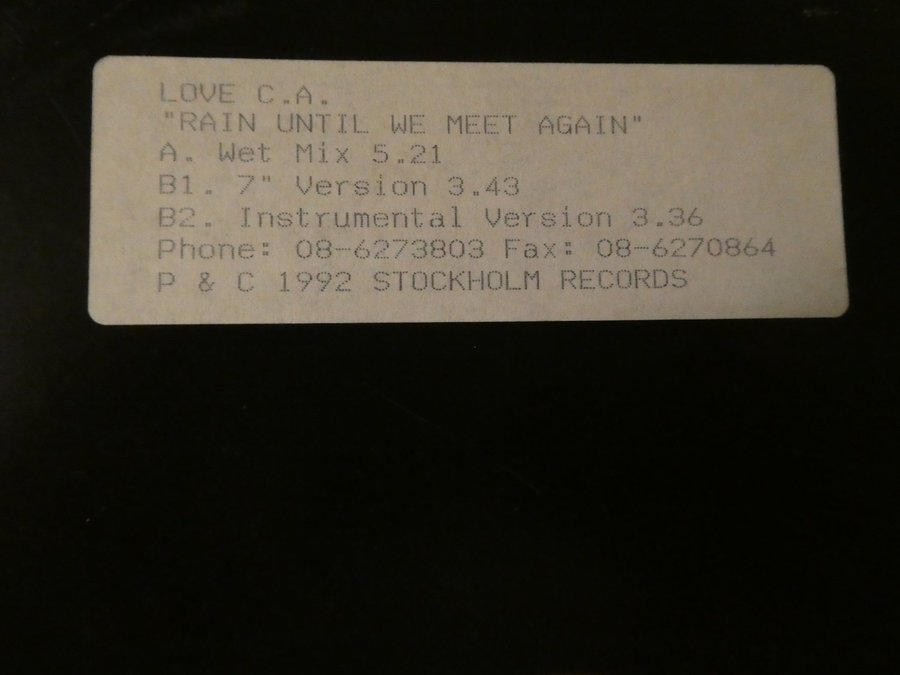 LOVE C.A.
"RAIN UNTIL WE MEET AGAIN"
A. Wet Mix 5.21
B1. 7" Version 3.43
B2. Instrumental Version 3.36
Phone: 08-6273803 Fax: 08-6270864
P & C 1992 STOCKHOLM RECORDS